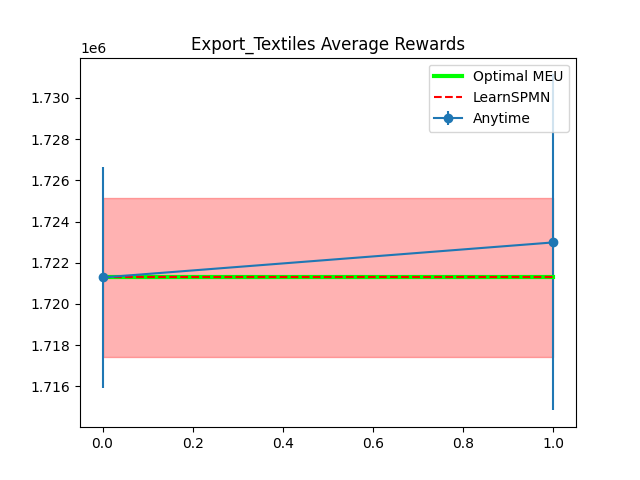 Export_Textiles Average Rewards
1e6
Optimal MEU
LearnSPMN
Anytime
1.730
1.728
1.726
1.724
1.722
1.720
1.718
1.716
0.0 0.2 0.4 0.6 0.8 1.0